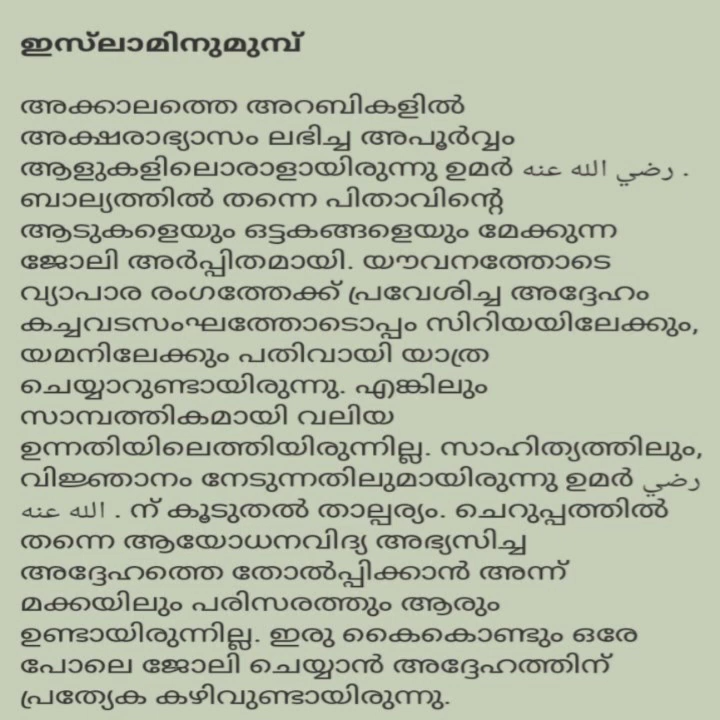 ഇസ്‌ലാമിനുമുമ്പ്
അക്കാലത്തെ അറബികളിൽ
അക്ഷരാഭ്യാസം ലഭിച്ച അപൂർവ്വം
ആളുകളിലൊരാളായിരുന്നു ഉമർ رضي الله عنه .
ബാല്യത്തിൽ തന്നെ പിതാവിന്റെ
ആടുകളെയും ഒട്ടകങ്ങളെയും മേക്കുന്ന
ജോലി അർപ്പിതമായി. യൗവനത്തോടെ
വ്യാപാര രംഗത്തേക്ക് പ്രവേശിച്ച അദ്ദേഹം
കച്ചവടസംഘത്തോടൊപ്പം സിറിയയിലേക്കും,
യമനിലേക്കും പതിവായി യാത്ര
ചെയ്യാറുണ്ടായിരുന്നു. എങ്കിലും
സാമ്പത്തികമായി വലിയ
ഉന്നതിയിലെത്തിയിരുന്നില്ല. സാഹിത്യത്തിലും,
വിജ്ഞാനം നേടുന്നതിലുമായിരുന്നു ഉമർ رضي
الله عنه . ന് കൂടുതൽ താല്പര്യം. ചെറുപ്പത്തിൽ
തന്നെ ആയോധനവിദ്യ അഭ്യസിച്ച
അദ്ദേഹത്തെ തോൽപ്പിക്കാൻ അന്ന്
മക്കയിലും പരിസരത്തും ആരും
ഉണ്ടായിരുന്നില്ല. ഇരു കൈകൊണ്ടും ഒരേ
പോലെ ജോലി ചെയ്യാൻ അദ്ദേഹത്തിന്
പ്രത്യേക കഴിവുണ്ടായിരുന്നു.